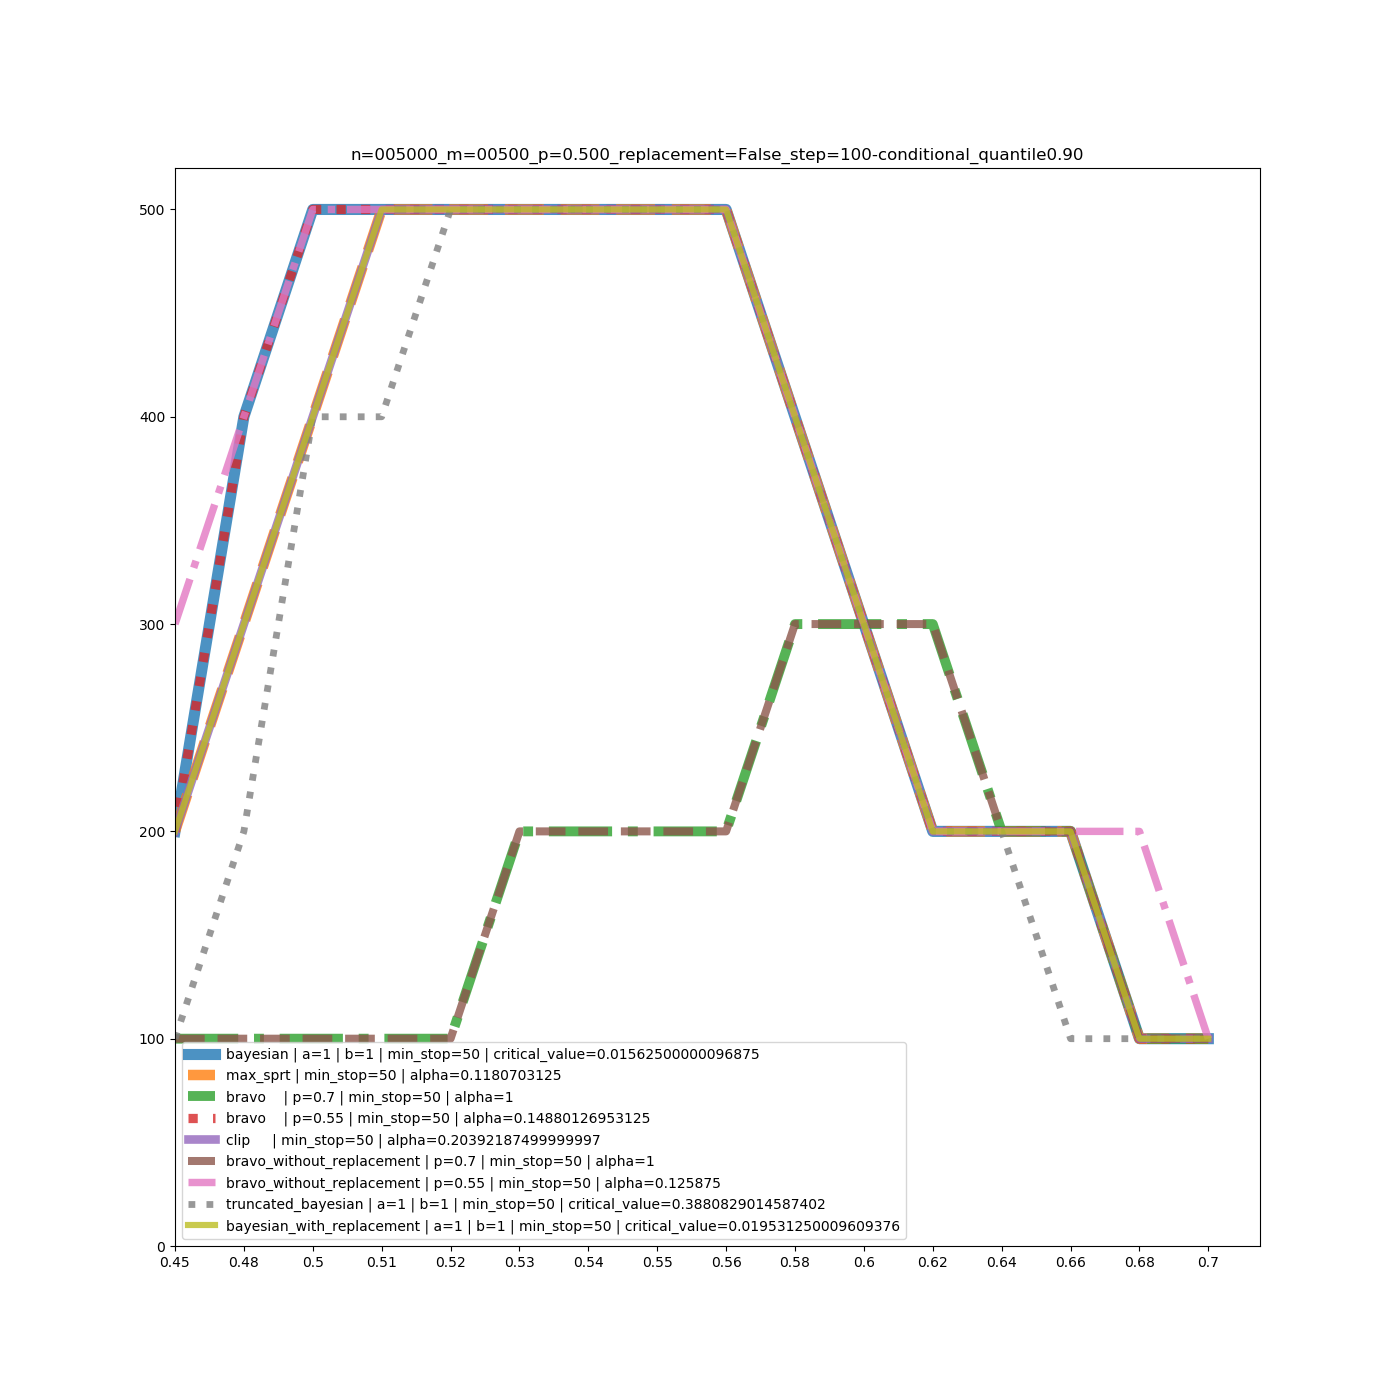 n=005000_m=00500_p=0.500_replacement=False_step=100-conditional_quantile0.90
500
400
300
200
100
0
bayesian | a=1 | b=1 | min_stop=50 | critical_value=0.01562500000096875
max_sprt | min_stop=50 | alpha=0.1180703125
bravo    | p=0.7 | min_stop=50 | alpha=1
bravo    | p=0.55 | min_stop=50 | alpha=0.14880126953125
clip     | min_stop=50 | alpha=0.20392187499999997
bravo_without_replacement | p=0.7 | min_stop=50 | alpha=1
bravo_without_replacement | p=0.55 | min_stop=50 | alpha=0.125875
truncated_bayesian | a=1 | b=1 | min_stop=50 | critical_value=0.3880829014587402
bayesian_with_replacement | a=1 | b=1 | min_stop=50 | critical_value=0.019531250009609376
0.45 0.48 0.5 0.51 0.52 0.53 0.54 0.55 0.56 0.58 0.6 0.62 0.64 0.66 0.68 0.7